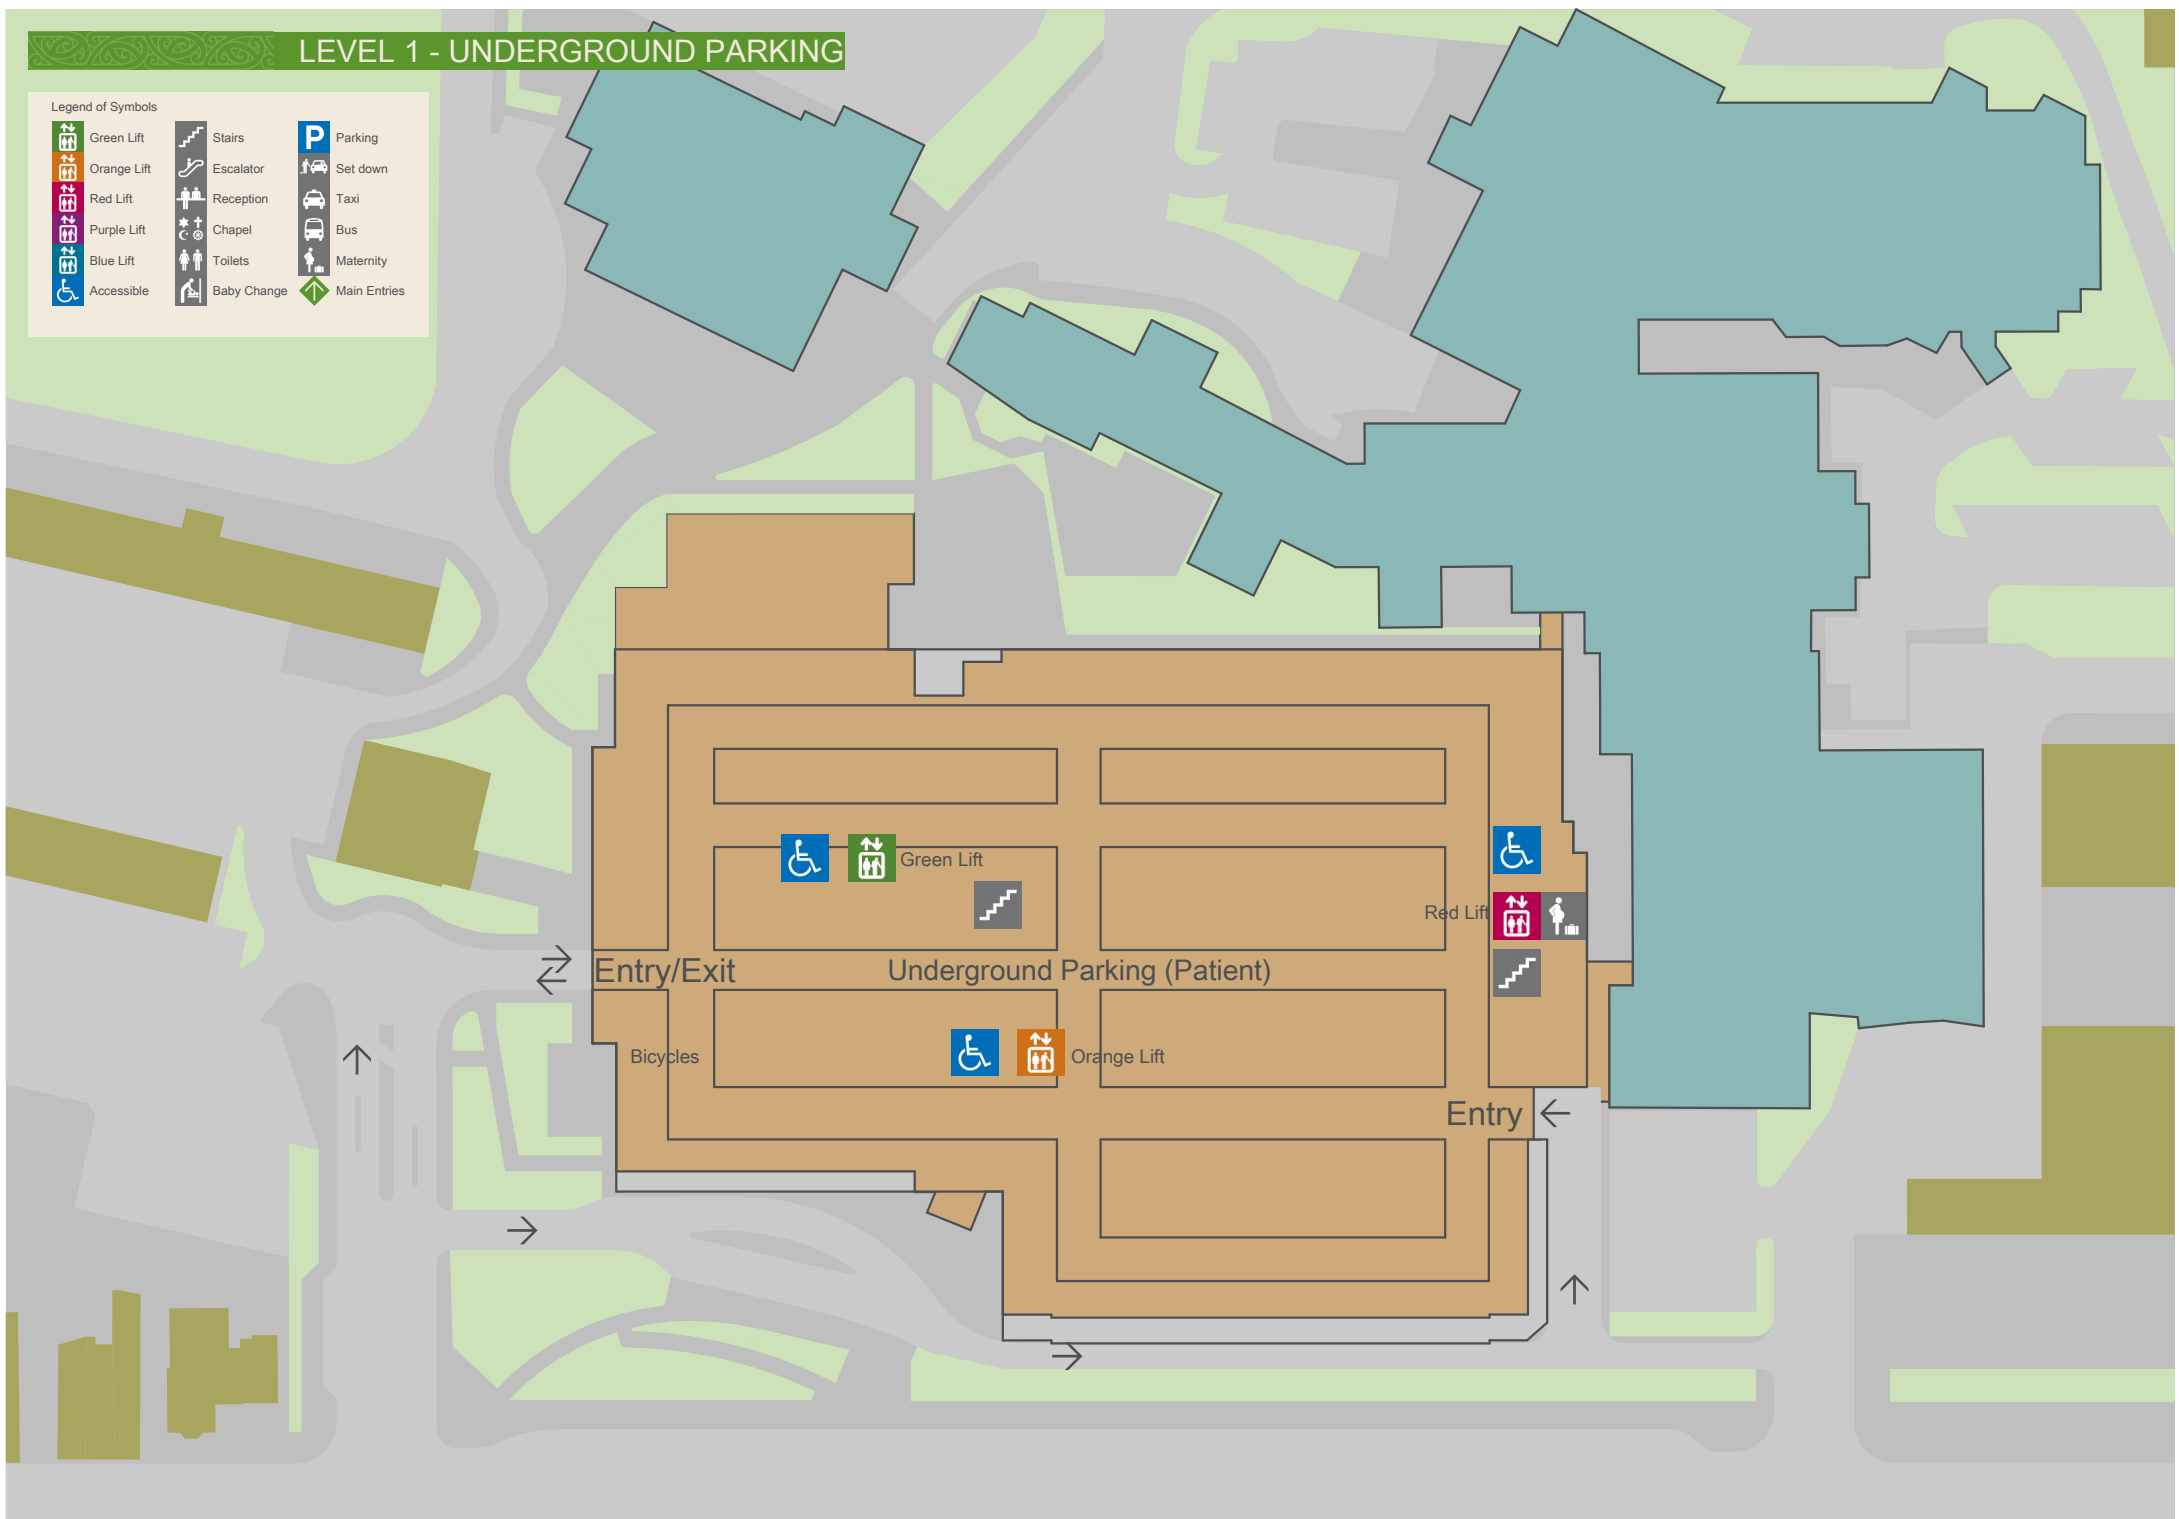 LEVEL 1 - UNDERGROUND PARKING
Legend of Symbols
Green Lift
Stairs
P
Parking
Orange Lift
Escalator
Set down
Red Lift
Reception
Taxi
Purple Lift
Chapel
Bus
Blue Lift
Toilets
Maternity
Accessible
Baby Change
Main Entries
Green Lift
Red Lift
Entry/Exit
Underground Parking (Patient)
Bicycles
Orange Lift
Entry